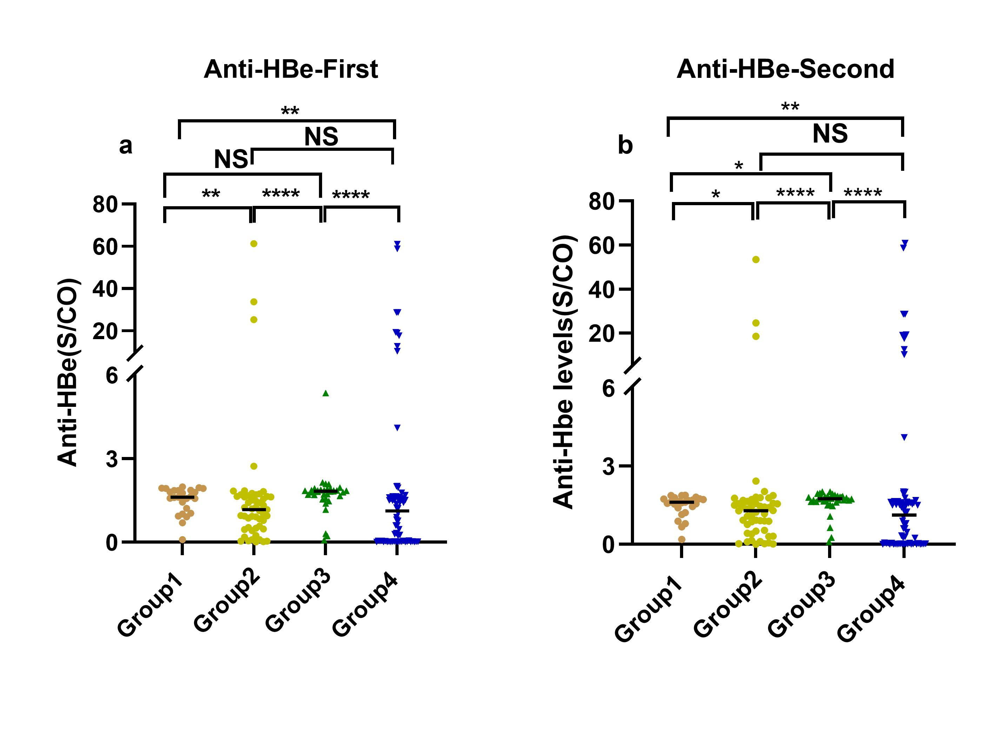 Anti-HBe-First
a
**
NS
NS
**
****
****
Anti-HBe(S/CO)
80
60
40
20
6
3
0
Group1
Group2
Group3
Group4
Anti-HBe-Second
b
**
NS
*
*
****
****
Anti-Hbe levels(S/CO)
80
60
40
20
6
3
0
Group1
Group2
Group3
Group4